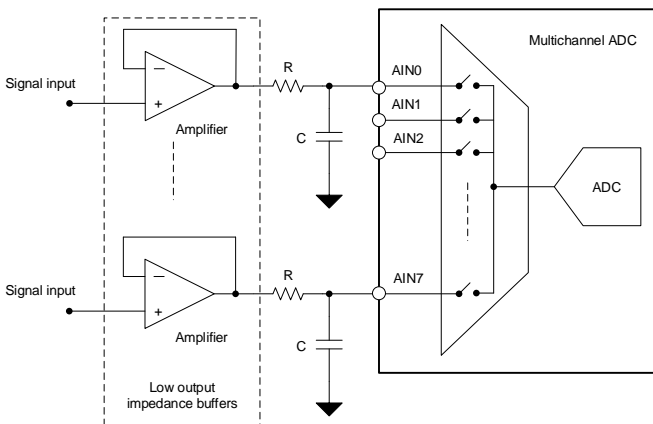 Multichannel ADC
Signal input
−
+
Amplifier
R
C
AIN0
AIN1
AIN2
ADC
Signal input
−
+
Amplifier
R
C
AIN7
Low output
impedance buffers